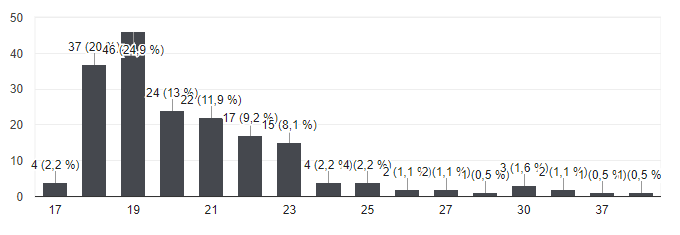 50
40
30
20
10
0
4 (2,2 %)
37 (20 %)
46 (24,9 %)
24 (13 %)
22 (11,9 %)
17 (9,2 %)
15 (8,1 %)
4 (2,2 %)
4 (2,2 %)
2 (1,1 %)
2 (1,1 %)
1 (0,5 %)
3 (1,6 %)
2 (1,1 %)
1 (0,5 %)
1 (0,5 %
17 19 21 23 25 27 30 37